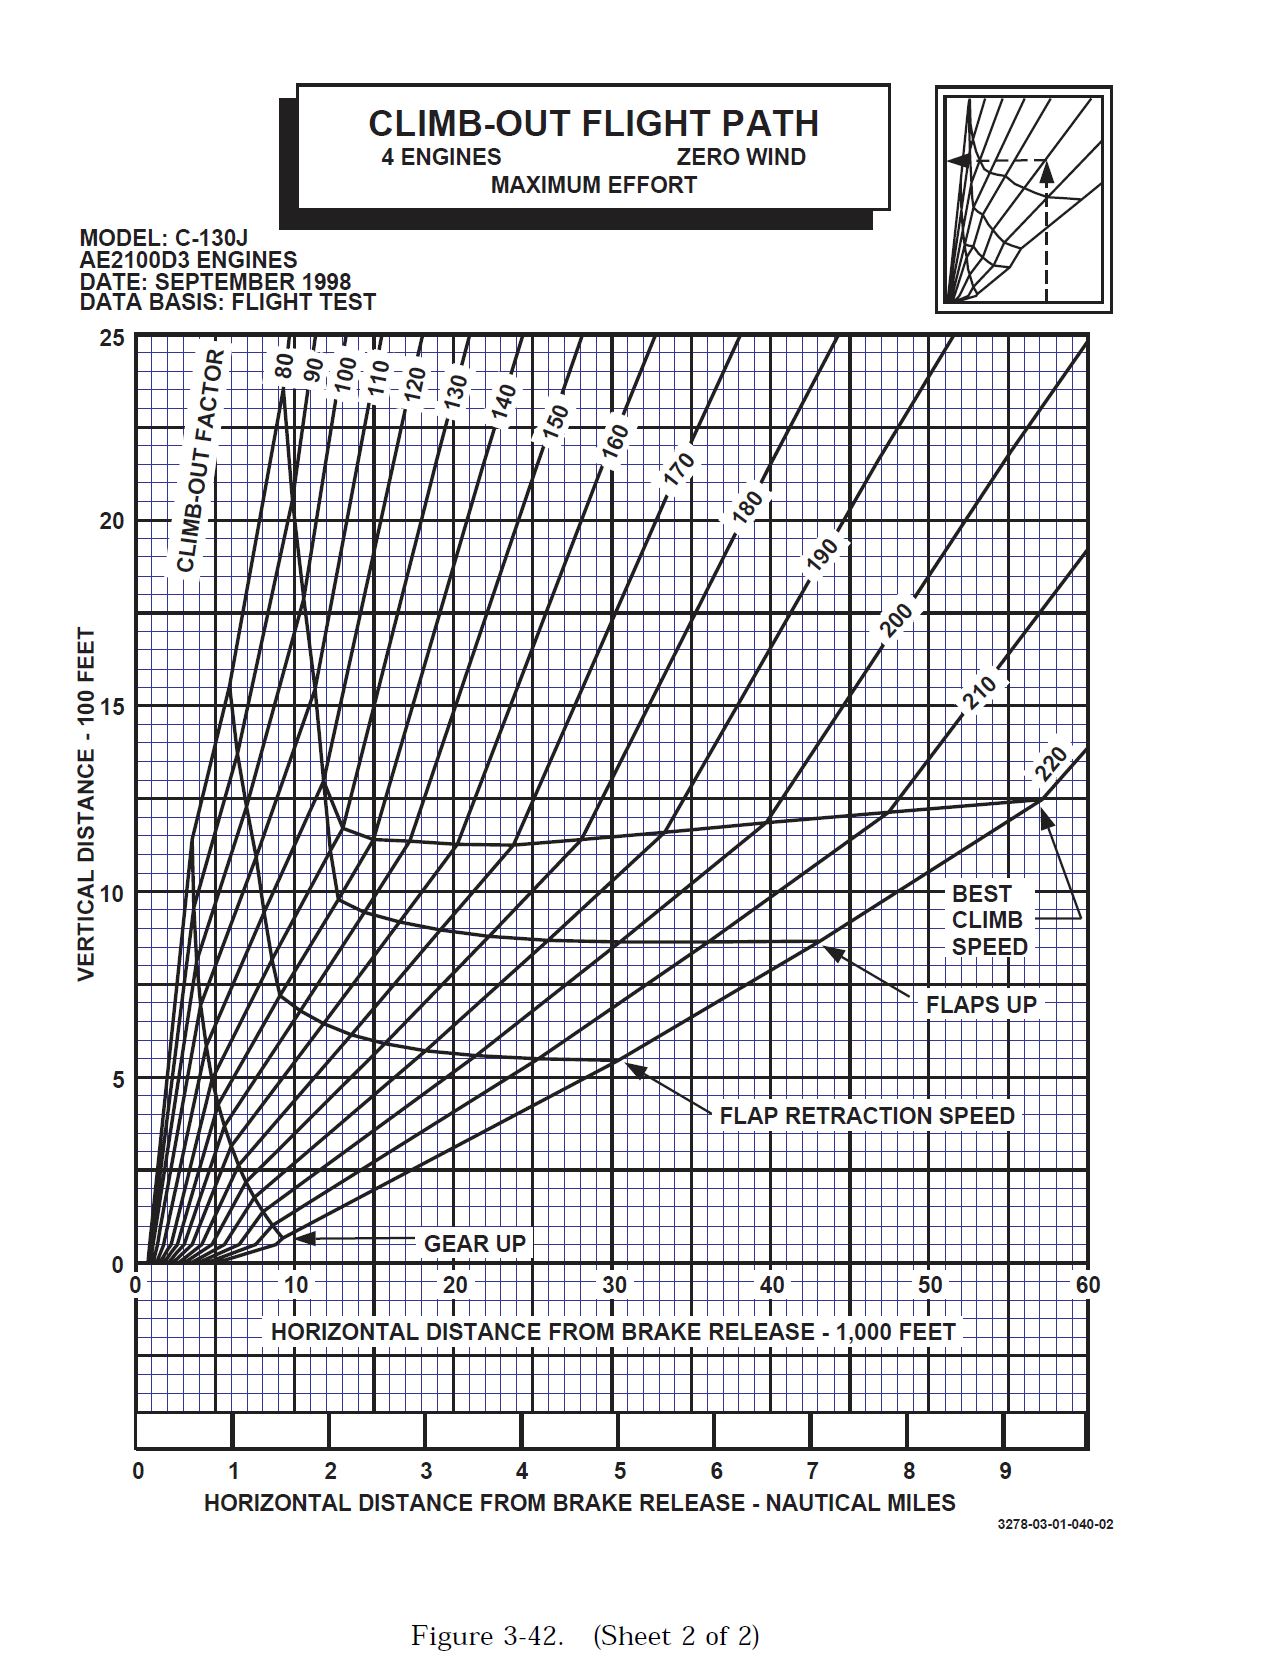 CLIMB-OUT FLIGHT PATH
4 ENGINES ZERO WIND
MAXIMUM EFFORT
MODEL: C-130J
AE2100D3 ENGINES
DATE: SEPTEMBER 1998
DATA BASIS: FLIGHT TEST
25
20
15
10
5
0
VERTICAL DISTANCE - 100 FEET
CLIMB-OUT FACTOR
80
90
100
110
120
130
140
150
160
170
180
190
200
210
220
BEST
CLIMB
SPEED
FLAPS UP
FLAP RETRACTION SPEED
GEAR UP
0 10 20 30 40 50 60
HORIZONTAL DISTANCE FROM BRAKE RELEASE - 1,000 FEET
0 1 2 3 4 5 6 7 8 9
HORIZONTAL DISTANCE FROM BRAKE RELEASE - NAUTICAL MILES
3278-03-01-040-02
Figure 3-42. (Sheet 2 of 2)